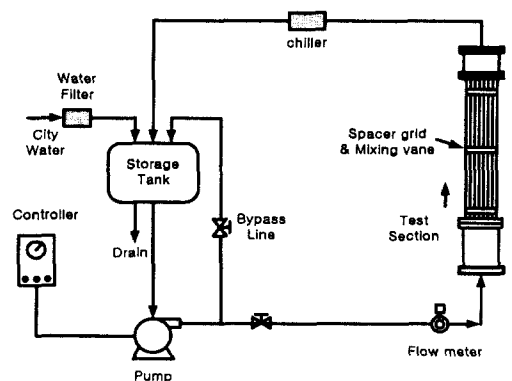 chiller
Water
Filter
City
Water
Storage
Tank
Spacer grid
& Mixing vane
Controller
Bypass
Line
Drain
Test
Section
Flow meter
Pump